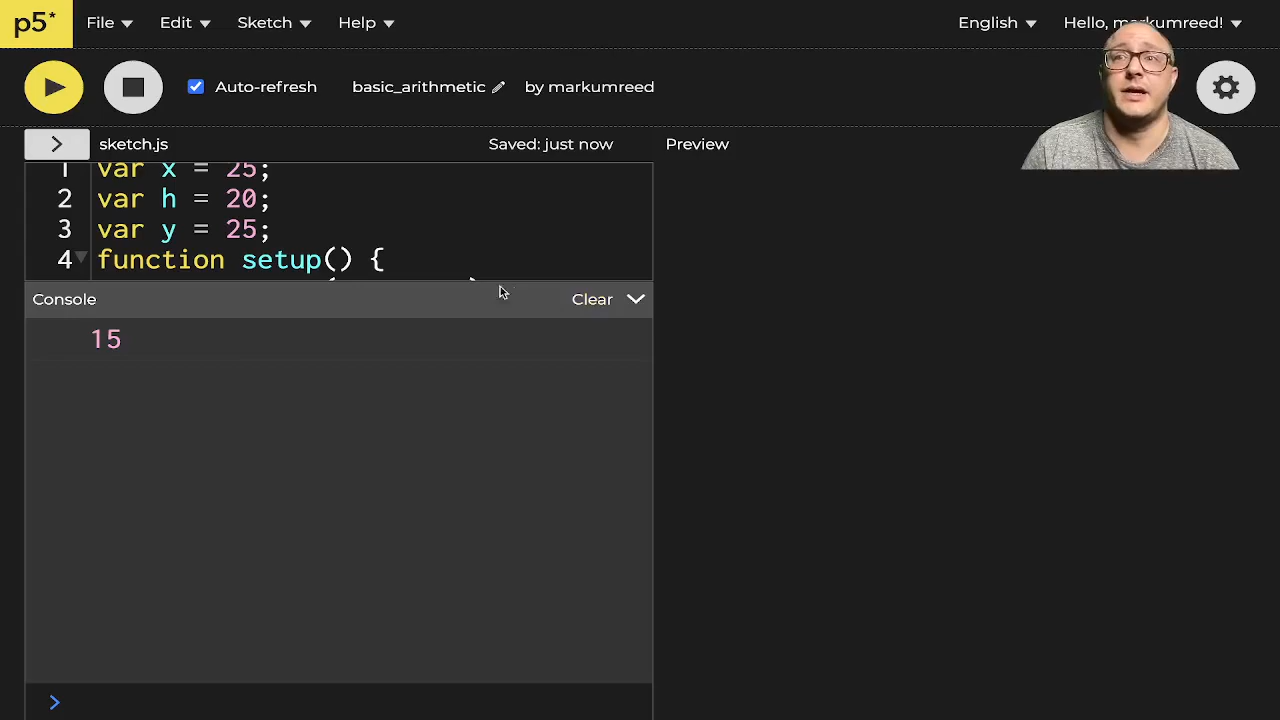 p5* File Edit Sketch Help English Hello, markumreed!
Auto-refresh basic_arithmetic by markumreed
> sketch.js Saved: just now Preview
1 var x = 25;
2 var h = 20;
3 var y = 25;
4 function setup() {
Console Clear
15
>